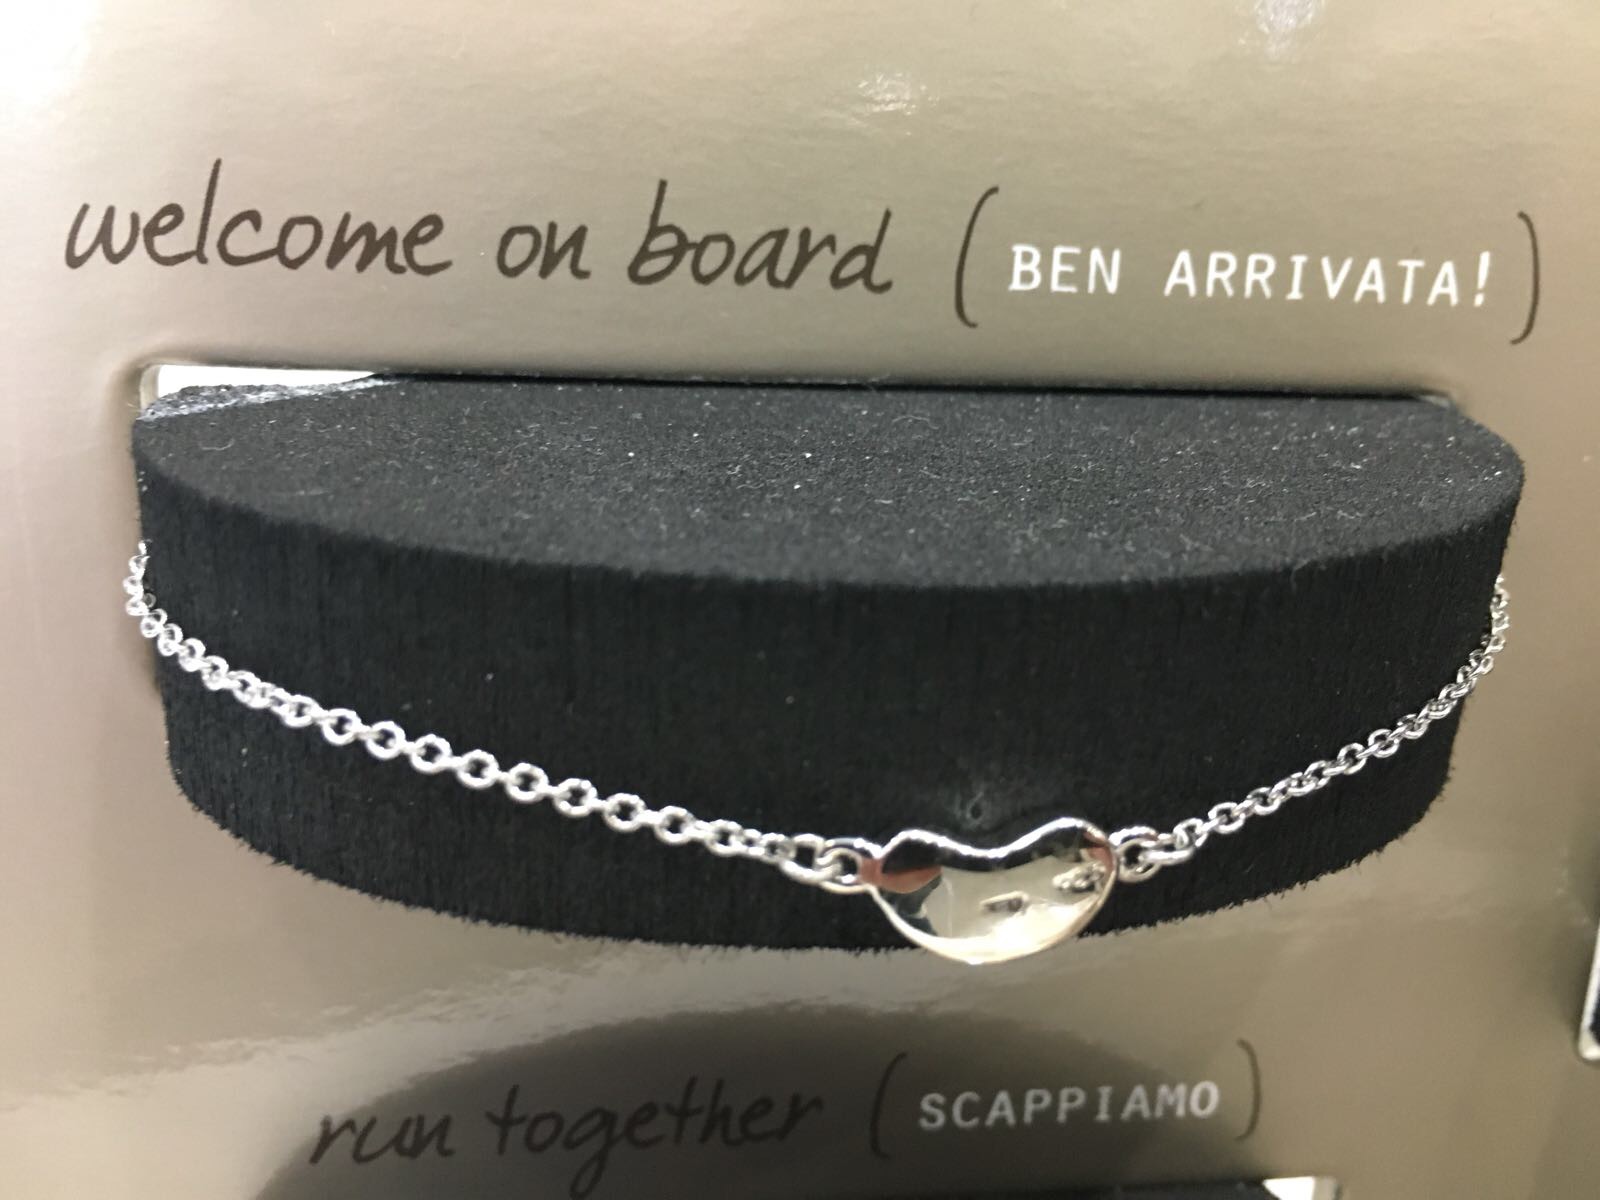 welcome on board ( BEN ARRIVATA! )
run together ( SCAPPIAMO )